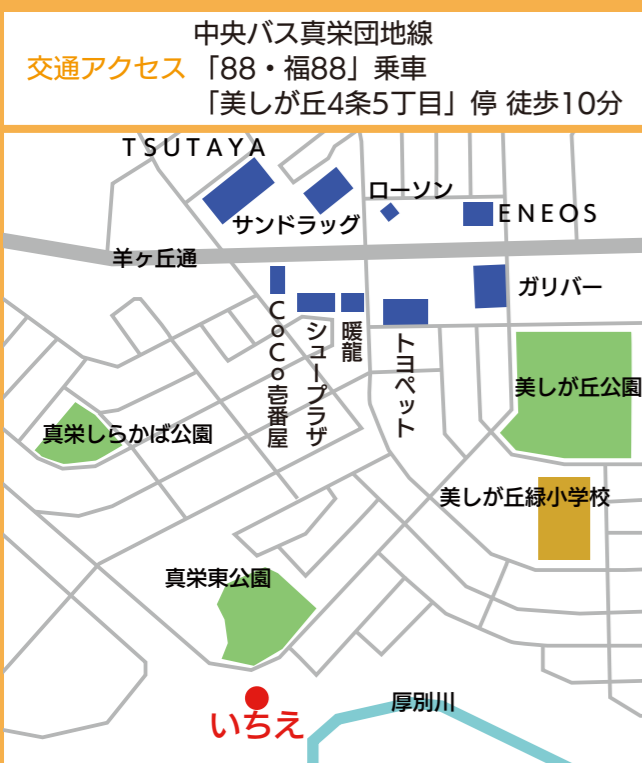 中央バス真栄団地線
交通アクセス 「88・福88」乗車
「美しが丘4条5丁目」停 徒歩10分
TSUTAYA
サンドラッグ
ローソン
ENEOS
羊ヶ丘通
ガリバー
CoCo壱番屋
シュープラザ
暖龍
トヨペット
美しが丘公園
真栄しらかば公園
美しが丘緑小学校
真栄東公園
厚別川
いちえ